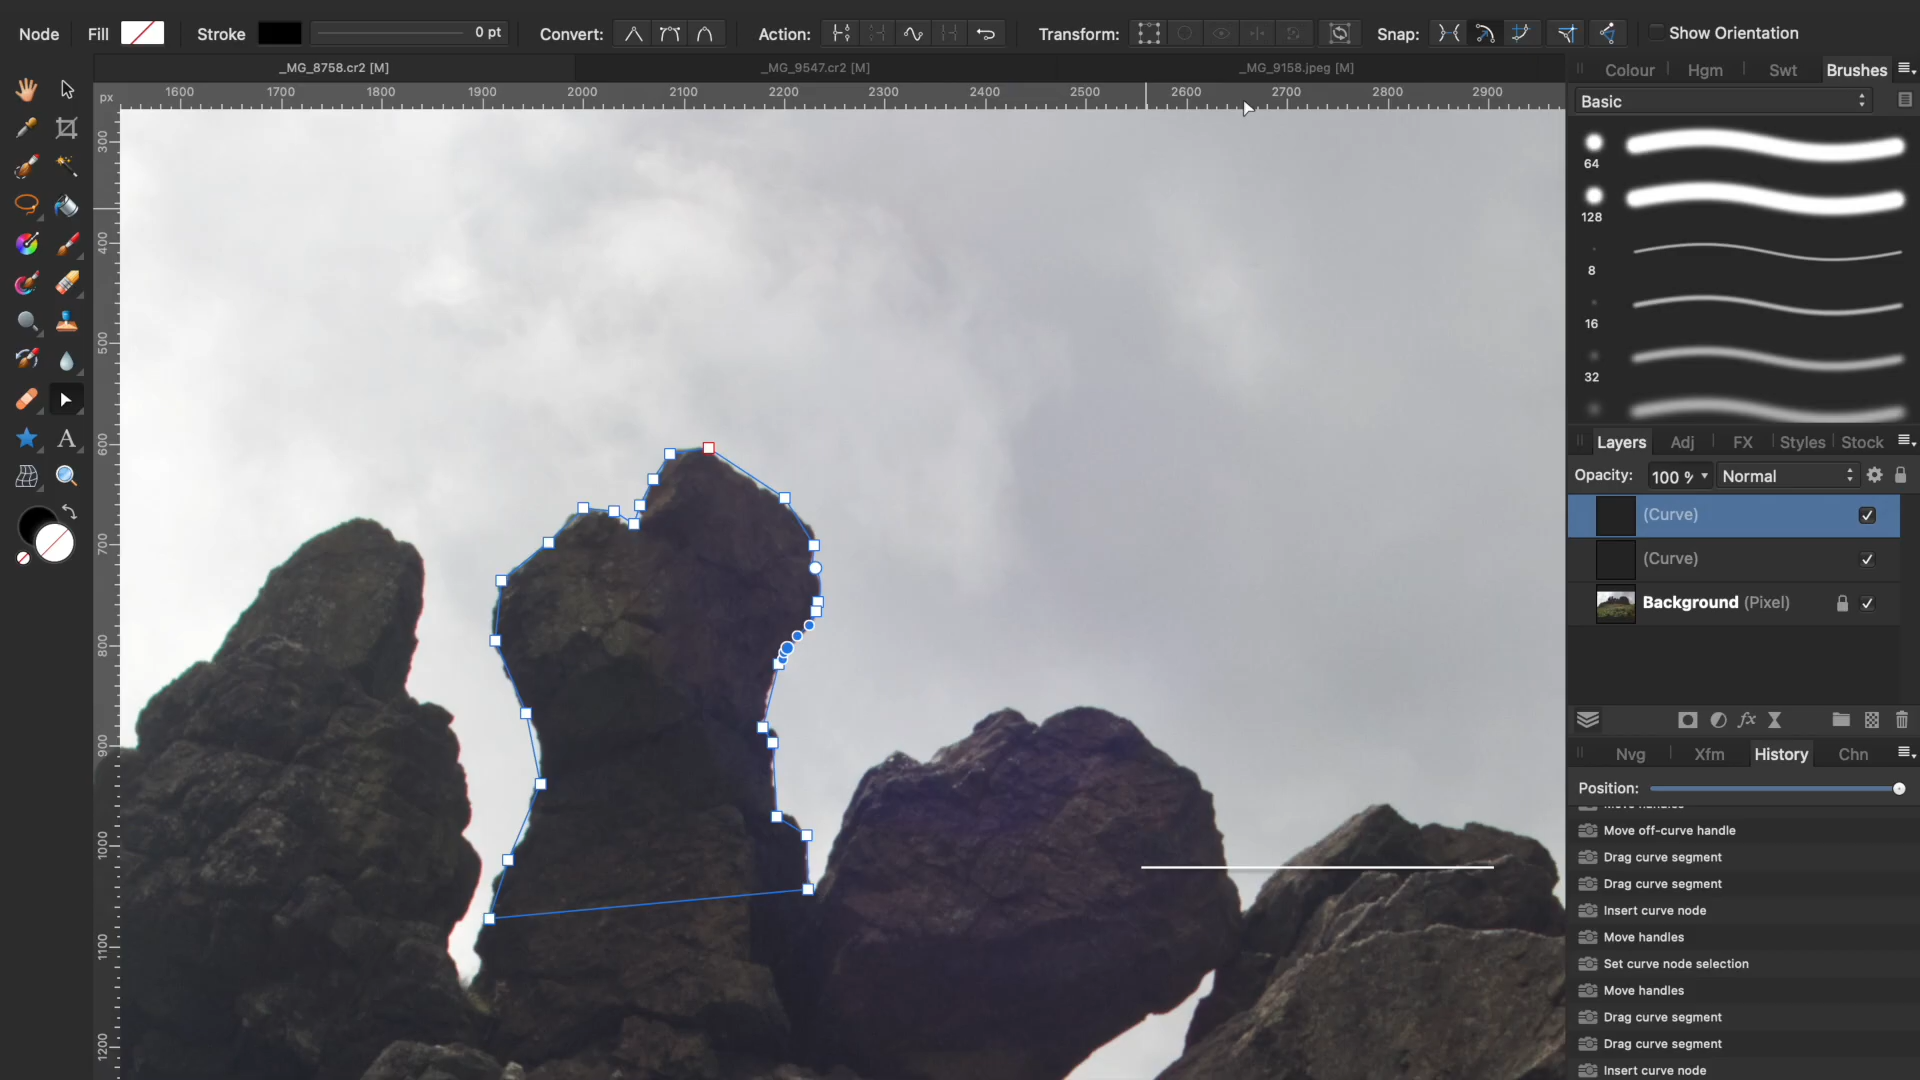 Node Fill Stroke 0 pt Convert: Action: Transform: Snap: Show Orientation
_MG_8758.cr2 [M] _MG_9547.cr2 [M] _MG_9158.jpeg [M]
px 1600 1700 1800 1900 2000 2100 2200 2300 2400 2500 2600 2700 2800 2900
300
400
500
600
700
800
900
1000
1100
1200
Colour Hgm Swt Brushes
Basic
64
128
8
16
32
Layers Adj FX Styles Stock
Opacity: 100 % Normal
(Curve)
(Curve)
Background (Pixel)
Nvg Xfm History Chn
Position:
Move handles
Move off-curve handle
Drag curve segment
Drag curve segment
Insert curve node
Move handles
Set curve node selection
Move handles
Drag curve segment
Drag curve segment
Insert curve node